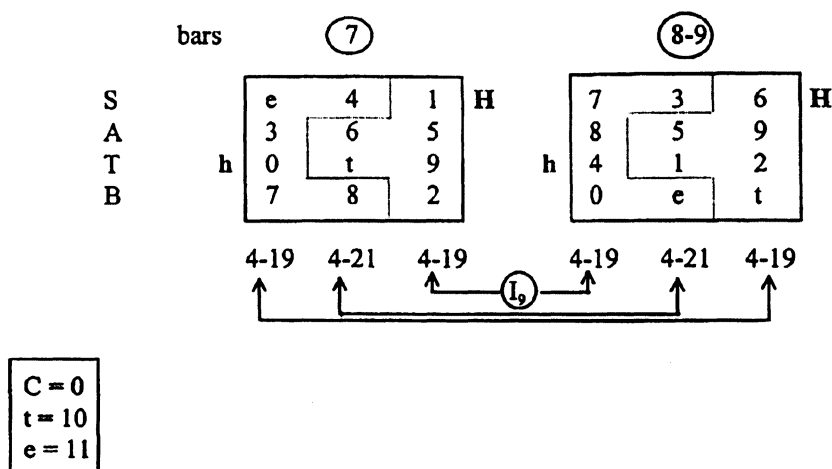 bars 7 8-9
S e 4 1 H 7 3 6 H
A 3 6 5 8 5 9
T h 0 t 9 h 4 1 2
B 7 8 2 0 e t
4-19 4-21 4-19 4-19 4-21 4-19
I₉
C = 0
t = 10
e = 11